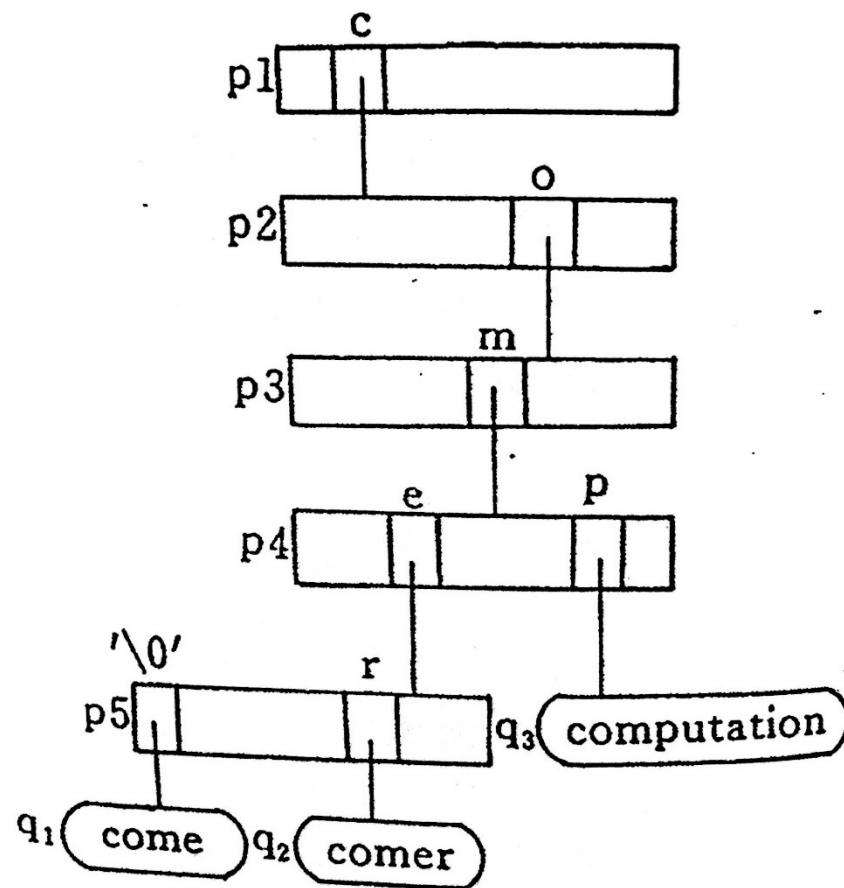 c
p1
o
p2
m
p3
e p
p4
'\0' r
p5 q₃ computation
q₁ come q₂ comer